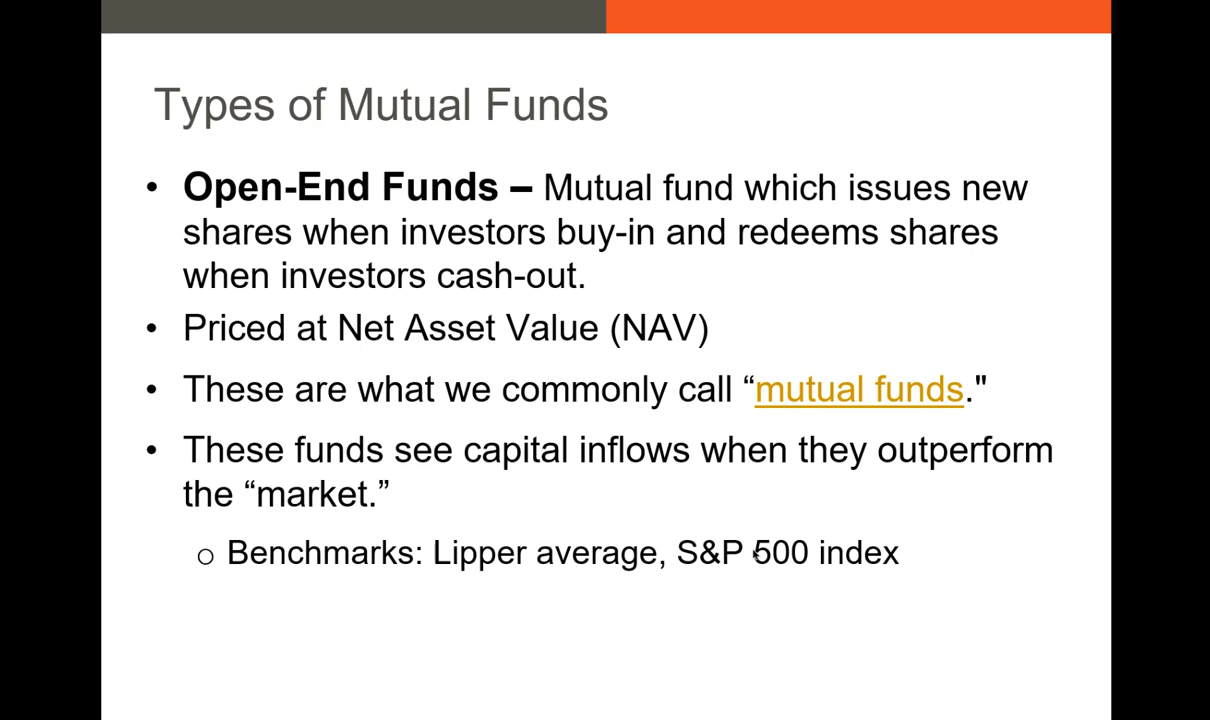 Types of Mutual Funds
• Open-End Funds – Mutual fund which issues new
shares when investors buy-in and redeems shares
when investors cash-out.
• Priced at Net Asset Value (NAV)
• These are what we commonly call “mutual funds."
• These funds see capital inflows when they outperform
the “market.”
o Benchmarks: Lipper average, S&P 500 index